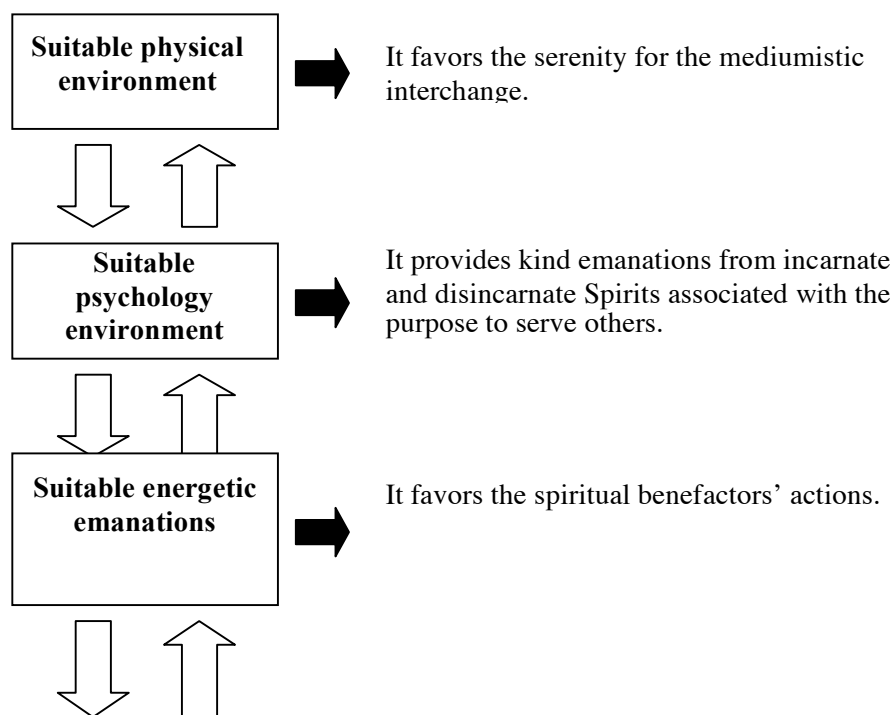 Suitable physical
environment
It favors the serenity for the mediumistic
interchange.
Suitable
psychology
environment
It provides kind emanations from incarnate
and disincarnate Spirits associated with the
purpose to serve others.
Suitable energetic
emanations
It favors the spiritual benefactors’ actions.